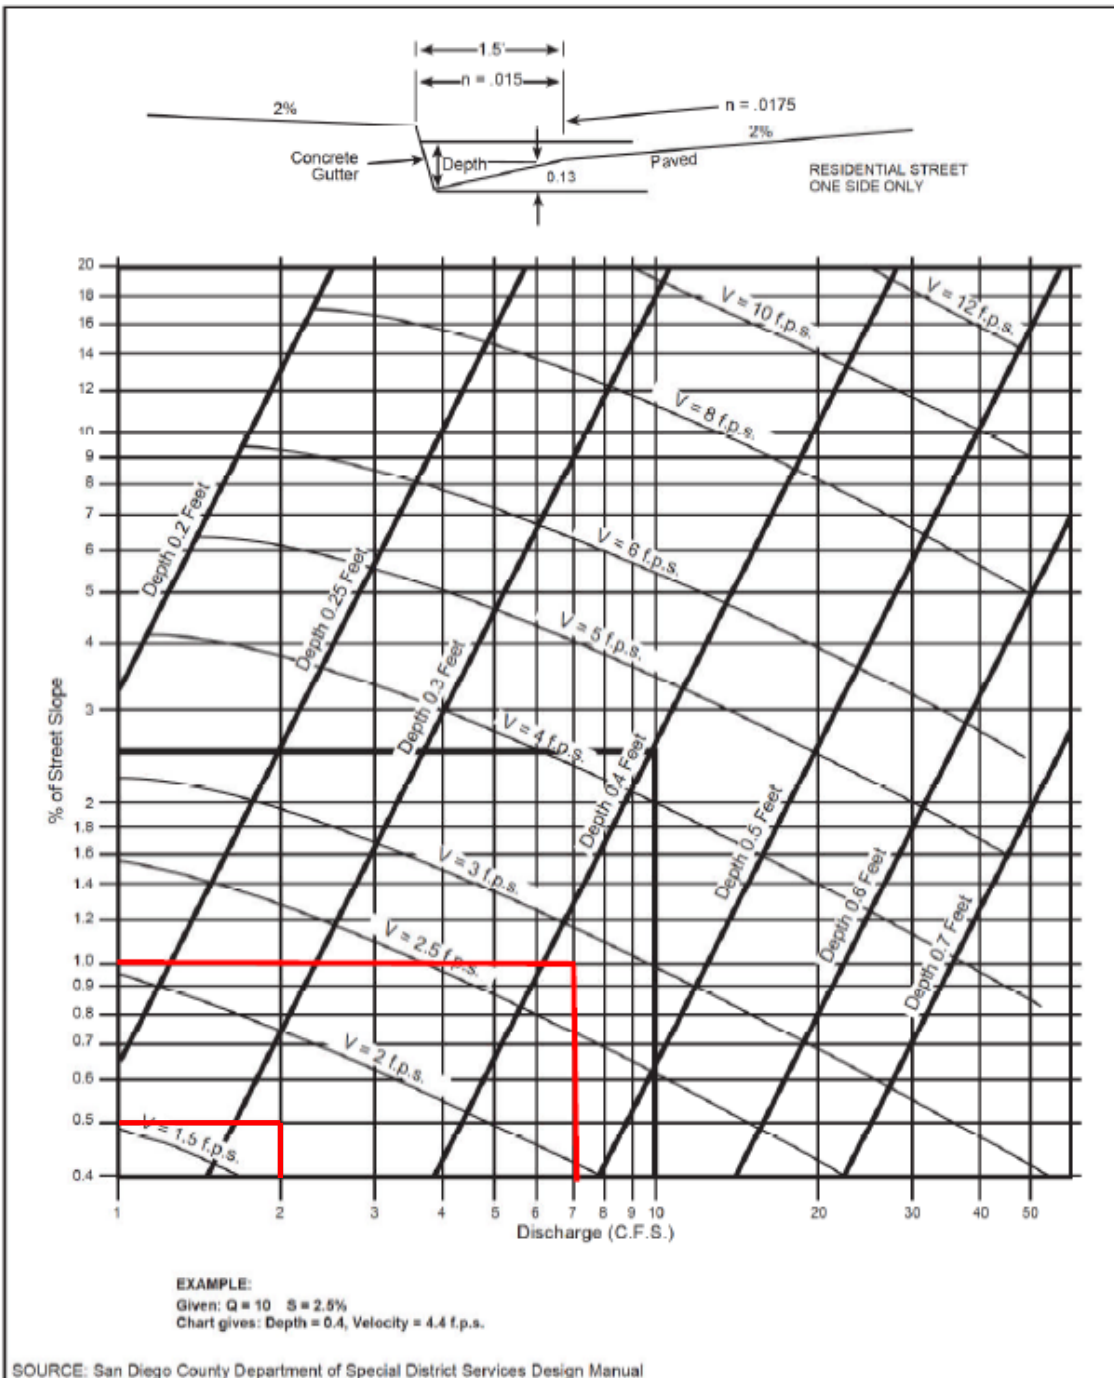 1.5'
n = .015
n = .0175
2%
2%
Concrete
Gutter
Depth
0.13
Paved
RESIDENTIAL STREET
ONE SIDE ONLY
% of Street Slope
20
18
16
14
12
10
9
8
7
6
5
4
3
2
1.8
1.6
1.4
1.2
1.0
0.9
0.8
0.7
0.6
0.5
0.4
V = 10 f.p.s.
V = 12 f.p.s.
V = 8 f.p.s.
V = 6 f.p.s.
V = 5 f.p.s.
V = 4 f.p.s.
V = 3 f.p.s.
V = 2.5 f.p.s.
V = 2 f.p.s.
V = 1.5 f.p.s.
Depth 0.2 Feet
Depth 0.25 Feet
Depth 0.3 Feet
Depth 0.4 Feet
Depth 0.5 Feet
Depth 0.6 Feet
Depth 0.7 Feet
1 2 3 4 5 6 7 8 9 10 20 30 40 50
Discharge (C.F.S.)
EXAMPLE:
Given: Q = 10 S = 2.5%
Chart gives: Depth = 0.4, Velocity = 4.4 f.p.s.
SOURCE: San Diego County Department of Special District Services Design Manual